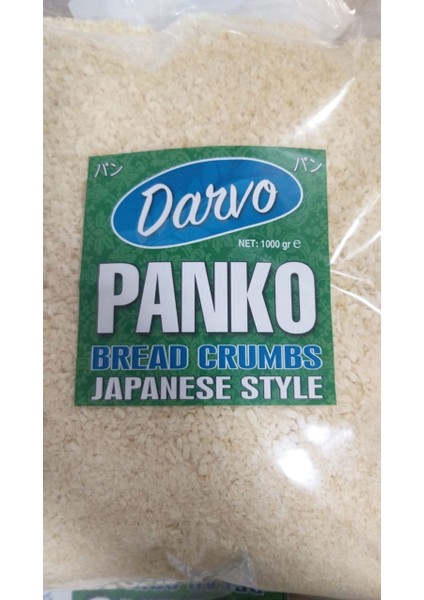 パン パン
Darvo
NET: 1000 gr ℮
PANKO
BREAD CRUMBS
JAPANESE STYLE